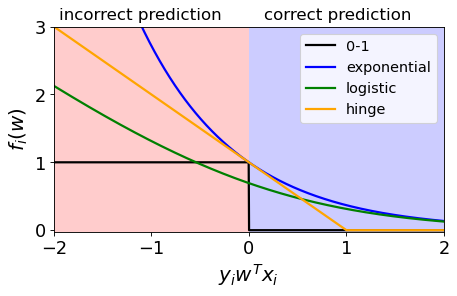 incorrect prediction correct prediction
3
2
1
0
f_i(w)
0-1
exponential
logistic
hinge
−2 −1 0 1 2
y_i w^T x_i